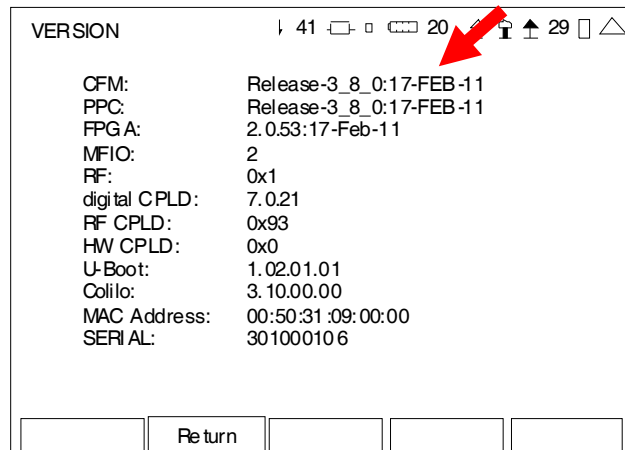 VERSION 41 20 29
CFM: Release-3_8_0:17-FEB-11
PPC: Release-3_8_0:17-FEB-11
FPGA: 2.0.53:17-Feb-11
MFIO: 2
RF: 0x1
digital CPLD: 7.0.21
RF CPLD: 0x93
HW CPLD: 0x0
U-Boot: 1.02.01.01
Colilo: 3.10.00.00
MAC Address: 00:50:31:09:00:00
SERIAL: 301000106
Return